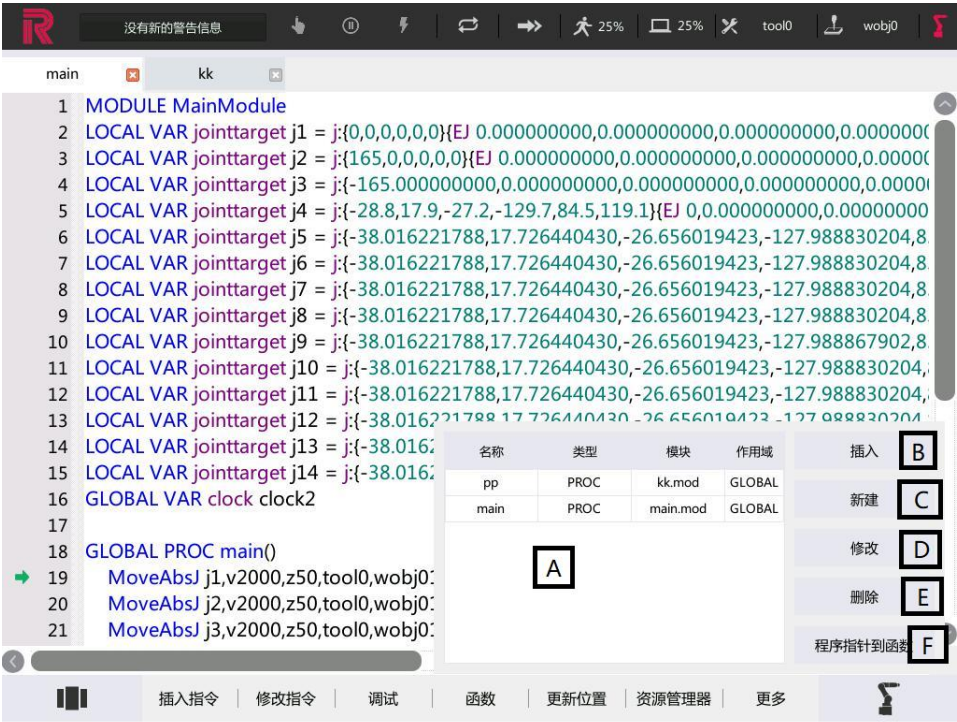 没有新的警告信息 25% 25% tool0 wobj0
main kk
1 MODULE MainModule
2 LOCAL VAR jointtarget j1 = j:{0,0,0,0,0,0}{EJ 0.000000000,0.000000000,0.000000000,0.0000000
3 LOCAL VAR jointtarget j2 = j:{165,0,0,0,0,0}{EJ 0.000000000,0.000000000,0.000000000,0.00000
4 LOCAL VAR jointtarget j3 = j:{-165.000000000,0.000000000,0.000000000,0.000000000,0.0000
5 LOCAL VAR jointtarget j4 = j:{-28.8,17.9,-27.2,-129.7,84.5,119.1}{EJ 0,0.000000000,0.00000000
6 LOCAL VAR jointtarget j5 = j:{-38.016221788,17.726440430,-26.656019423,-127.988830204,8.
7 LOCAL VAR jointtarget j6 = j:{-38.016221788,17.726440430,-26.656019423,-127.988830204,8.
8 LOCAL VAR jointtarget j7 = j:{-38.016221788,17.726440430,-26.656019423,-127.988830204,8.
9 LOCAL VAR jointtarget j8 = j:{-38.016221788,17.726440430,-26.656019423,-127.988830204,8.
10 LOCAL VAR jointtarget j9 = j:{-38.016221788,17.726440430,-26.656019423,-127.988867902,8.
11 LOCAL VAR jointtarget j10 = j:{-38.016221788,17.726440430,-26.656019423,-127.988830204,
12 LOCAL VAR jointtarget j11 = j:{-38.016221788,17.726440430,-26.656019423,-127.988830204,
13 LOCAL VAR jointtarget j12 = j:{-38.016221788,17.726440430,-26.656019423,-127.988830204,
14 LOCAL VAR jointtarget j13 = j:{-38.016
15 LOCAL VAR jointtarget j14 = j:{-38.016
16 GLOBAL VAR clock clock2
17
18 GLOBAL PROC main()
19 MoveAbsJ j1,v2000,z50,tool0,wobj0
20 MoveAbsJ j2,v2000,z50,tool0,wobj0
21 MoveAbsJ j3,v2000,z50,tool0,wobj0
名称 类型 模块 作用域
pp PROC kk.mod GLOBAL
main PROC main.mod GLOBAL
A
插入 B
新建 C
修改 D
删除 E
程序指针到函数 F
插入指令 修改指令 调试 函数 更新位置 资源管理器 更多